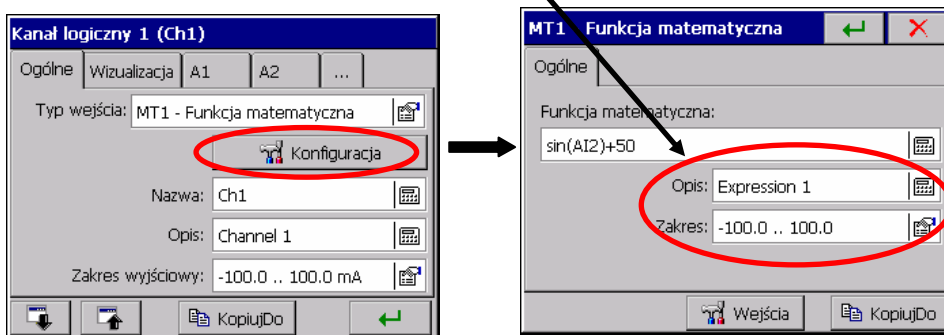 Kanał logiczny 1 (Ch1)
Ogólne Wizualizacja A1 A2 ...
Typ wejścia: MT1 - Funkcja matematyczna
Konfiguracja
Nazwa: Ch1
Opis: Channel 1
Zakres wyjściowy: -100.0 .. 100.0 mA
KopiujDo
MT1 - Funkcja matematyczna
Ogólne
Funkcja matematyczna:
sin(AI2)+50
Opis: Expression 1
Zakres: -100.0 .. 100.0
Wejścia KopiujDo